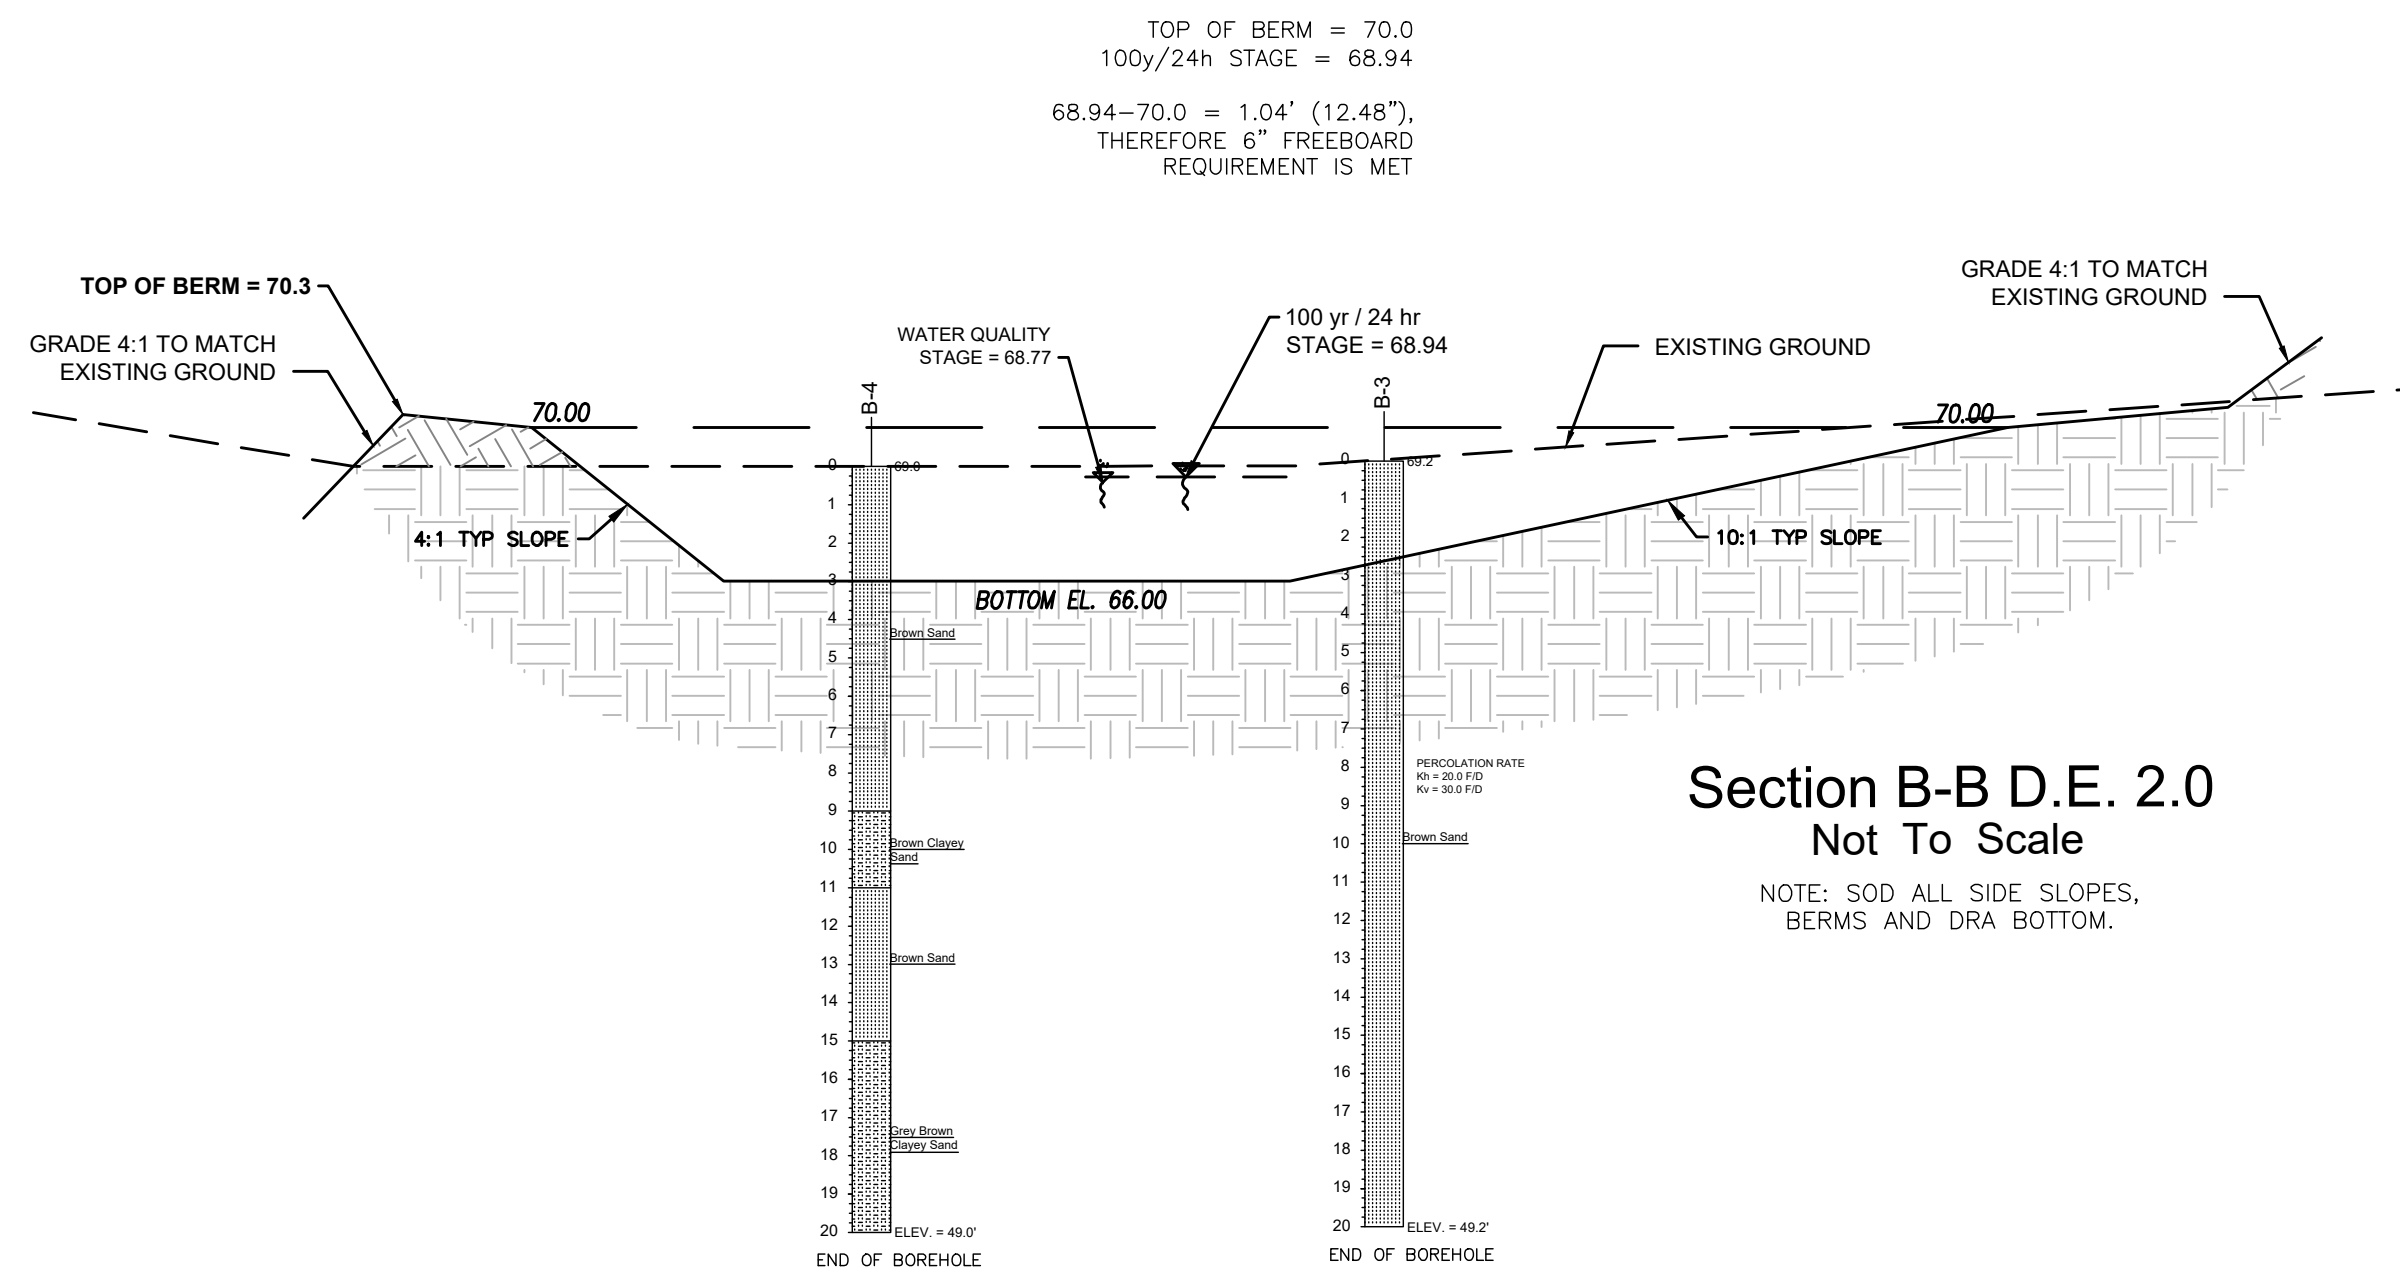 TOP OF BERM = 70.0
100y/24h STAGE = 68.94
68.94-70.0 = 1.04' (12.48"),
THEREFORE 6" FREEBOARD
REQUIREMENT IS MET
TOP OF BERM = 70.3
GRADE 4:1 TO MATCH
EXISTING GROUND
70.00
4:1 TYP SLOPE
B-4
WATER QUALITY
STAGE = 68.77
100 yr / 24 hr
STAGE = 68.94
B-3
EXISTING GROUND
GRADE 4:1 TO MATCH
EXISTING GROUND
70.00
10:1 TYP SLOPE
BOTTOM EL. 66.00
69.0
0
1
2
3
4
5
6
7
8
9
10
11
12
13
14
15
16
17
18
19
20
Brown Sand
Brown Clayey
Sand
Brown Sand
Grey Brown
Clayey Sand
ELEV. = 49.0'
END OF BOREHOLE
69.2
0
1
2
3
4
5
6
7
8
9
10
11
12
13
14
15
16
17
18
19
20
PERCOLATION RATE
Kh = 20.0 F/D
Kv = 30.0 F/D
Brown Sand
ELEV. = 49.2'
END OF BOREHOLE
Section B-B D.E. 2.0
Not To Scale
NOTE: SOD ALL SIDE SLOPES,
BERMS AND DRA BOTTOM.